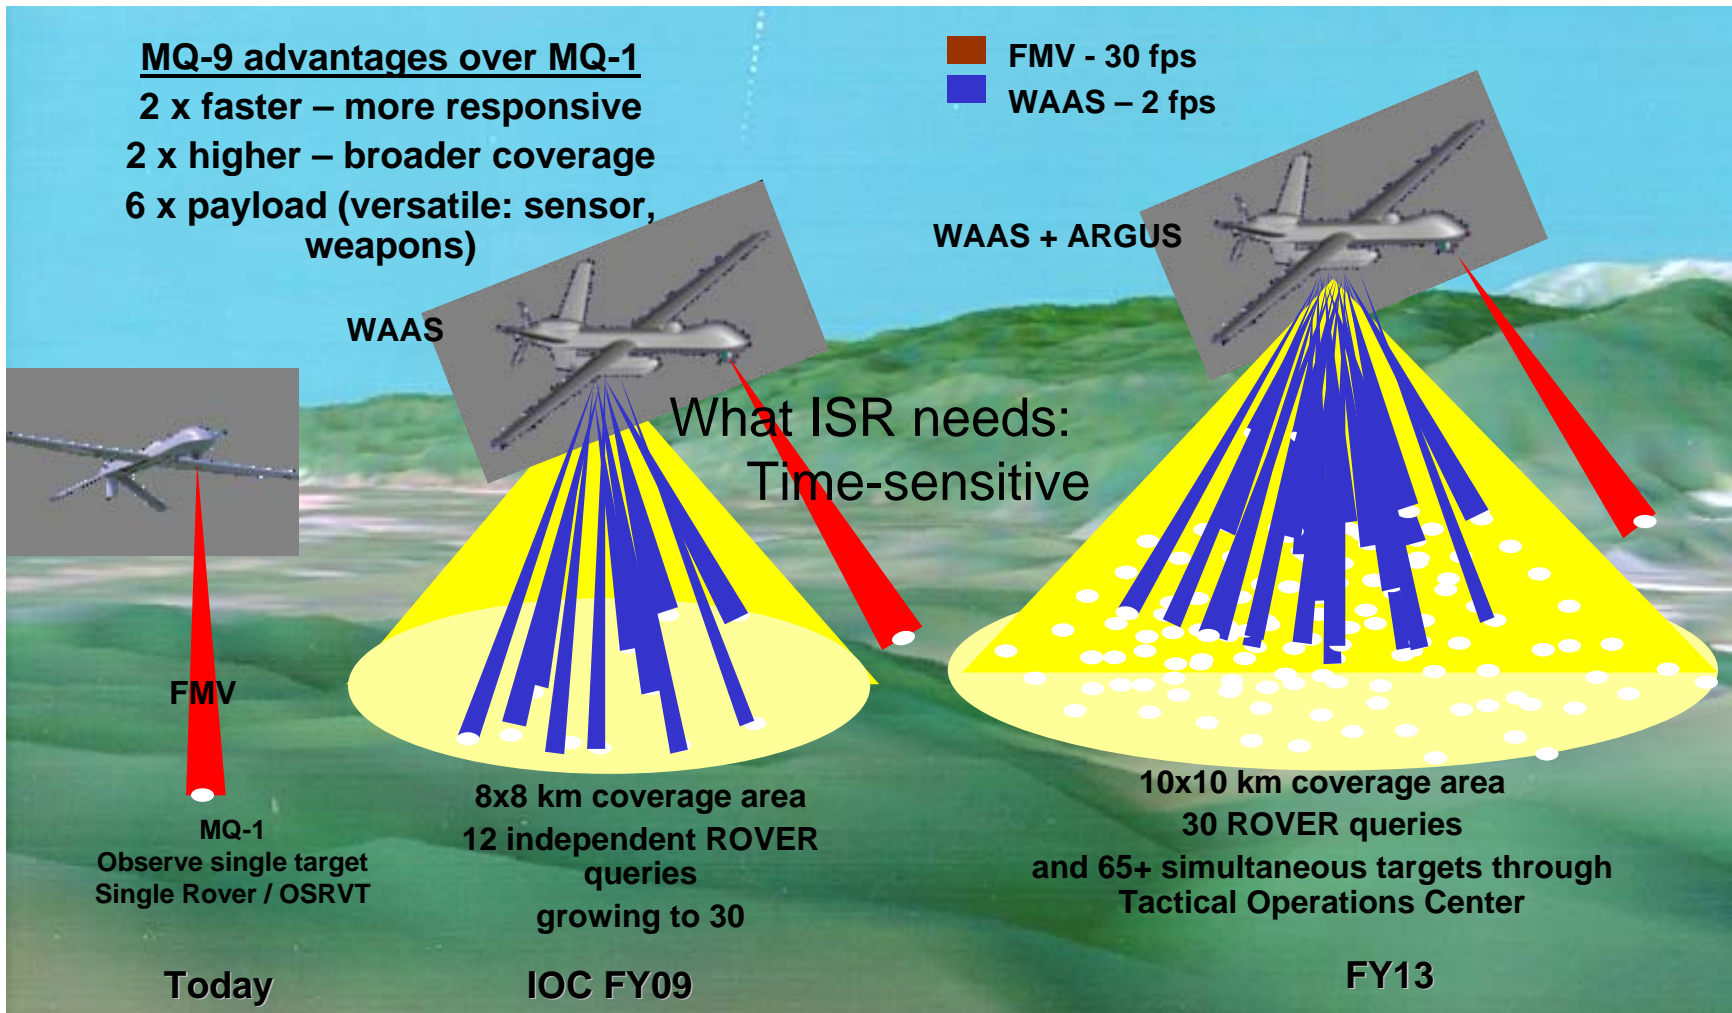 MQ-9 advantages over MQ-1
2 x faster – more responsive
2 x higher – broader coverage
6 x payload (versatile: sensor,
weapons)
FMV - 30 fps
WAAS – 2 fps
WAAS
WAAS + ARGUS
What ISR needs:
Time-sensitive
FMV
MQ-1
Observe single target
Single Rover / OSRVT
Today
8x8 km coverage area
12 independent ROVER
queries
growing to 30
IOC FY09
10x10 km coverage area
30 ROVER queries
and 65+ simultaneous targets through
Tactical Operations Center
FY13